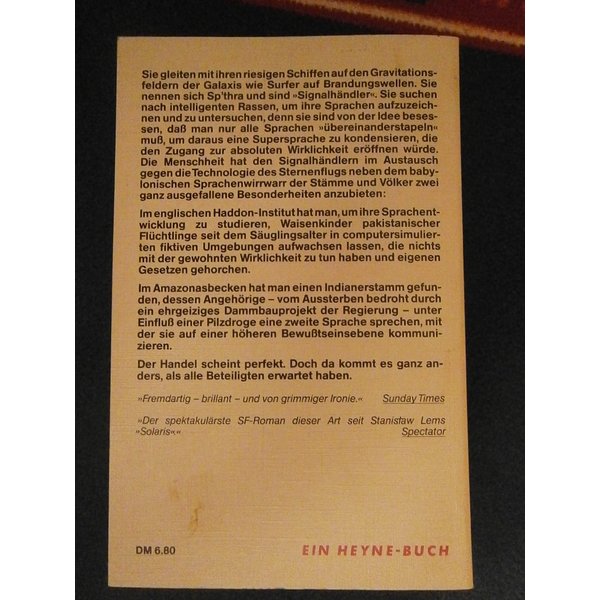 Sie gleiten mit ihren riesigen Schiffen auf den Gravitations-
feldern der Galaxis wie Surfer auf Brandungswellen. Sie
nennen sich Sp'thra und sind »Signalhändler«. Sie suchen
nach intelligenten Rassen, um ihre Sprachen aufzuzeich-
nen und zu untersuchen, denn sie sind von der Idee beses-
sen, daß man nur alle Sprachen »übereinanderstapeln«
muß, um daraus eine Supersprache zu kondensieren, die
den Zugang zur absoluten Wirklichkeit eröffnen würde.
Die Menschheit hat den Signalhändlern im Austausch
gegen die Technologie des Sternenflugs neben dem baby-
lonischen Sprachenwirrwarr der Stämme und Völker zwei
ganz ausgefallene Besonderheiten anzubieten:
Im englischen Haddon-Institut hat man, um ihre Sprachent-
wicklung zu studieren, Waisenkinder pakistanischer
Flüchtlinge seit dem Säuglingsalter in computersimulier-
ten fiktiven Umgebungen aufwachsen lassen, die nichts
mit der gewohnten Wirklichkeit zu tun haben und eigenen
Gesetzen gehorchen.
Im Amazonasbecken hat man einen Indianerstamm gefun-
den, dessen Angehörige – vom Aussterben bedroht durch
ein ehrgeiziges Dammbauprojekt der Regierung – unter
Einfluß einer Pilzdroge eine zweite Sprache sprechen, mit
der sie auf einer höheren Bewußtseinsebene kommuni-
zieren.
Der Handel scheint perfekt. Doch da kommt es ganz an-
ders, als alle Beteiligten erwartet haben.
»Fremdartig – brillant – und von grimmiger Ironie.« Sunday Times
»Der spektakulärste SF-Roman dieser Art seit Stanisław Lems
»Solaris«.« Spectator
DM 6.80 EIN HEYNE-BUCH